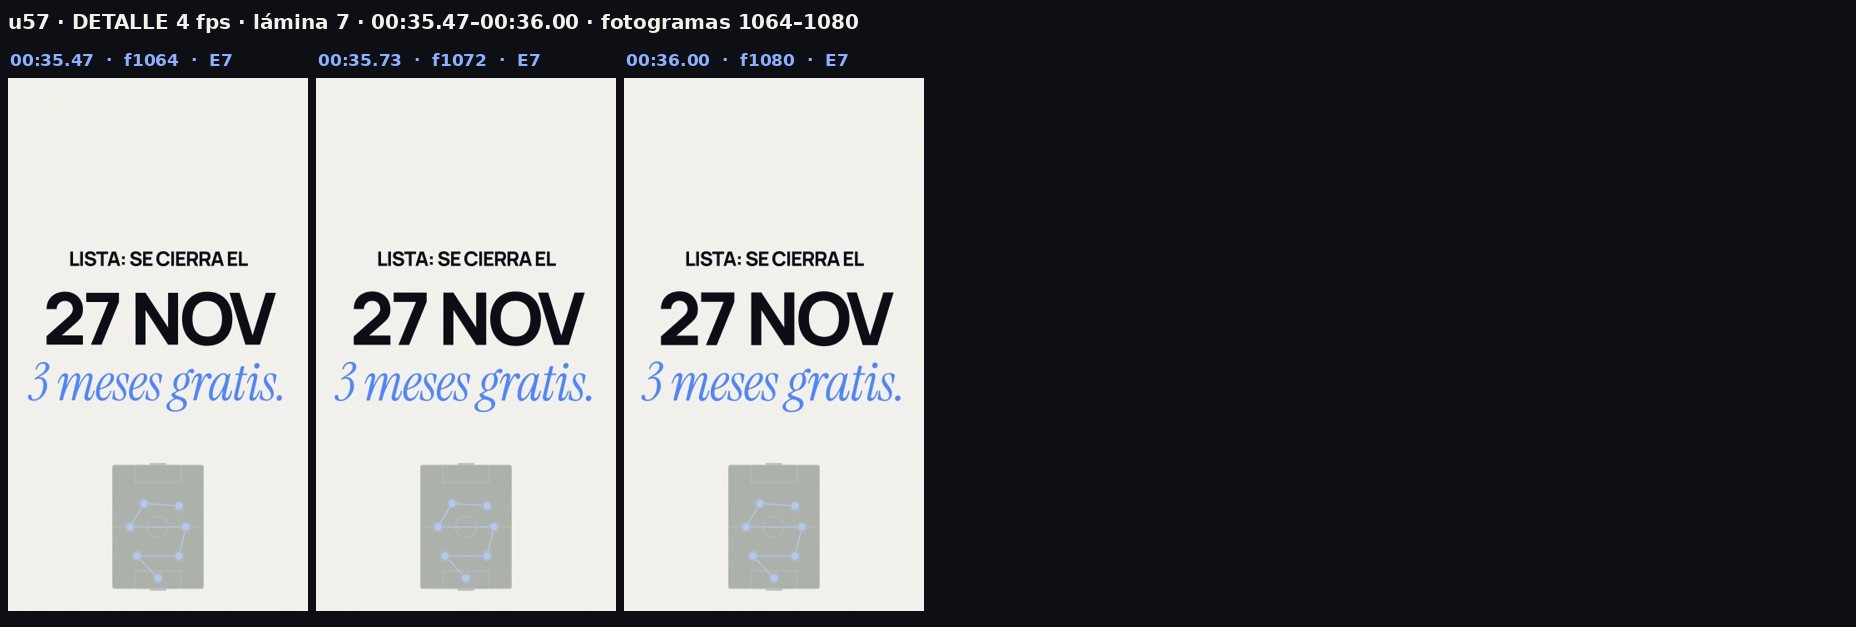 u57 · DETALLE 4 fps · lámina 7 · 00:35.47–00:36.00 · fotogramas 1064–1080
00:35.47 · f1064 · E7
00:35.73 · f1072 · E7
00:36.00 · f1080 · E7
LISTA: SE CIERRA EL
27 NOV
3 meses gratis.
LISTA: SE CIERRA EL
27 NOV
3 meses gratis.
LISTA: SE CIERRA EL
27 NOV
3 meses gratis.